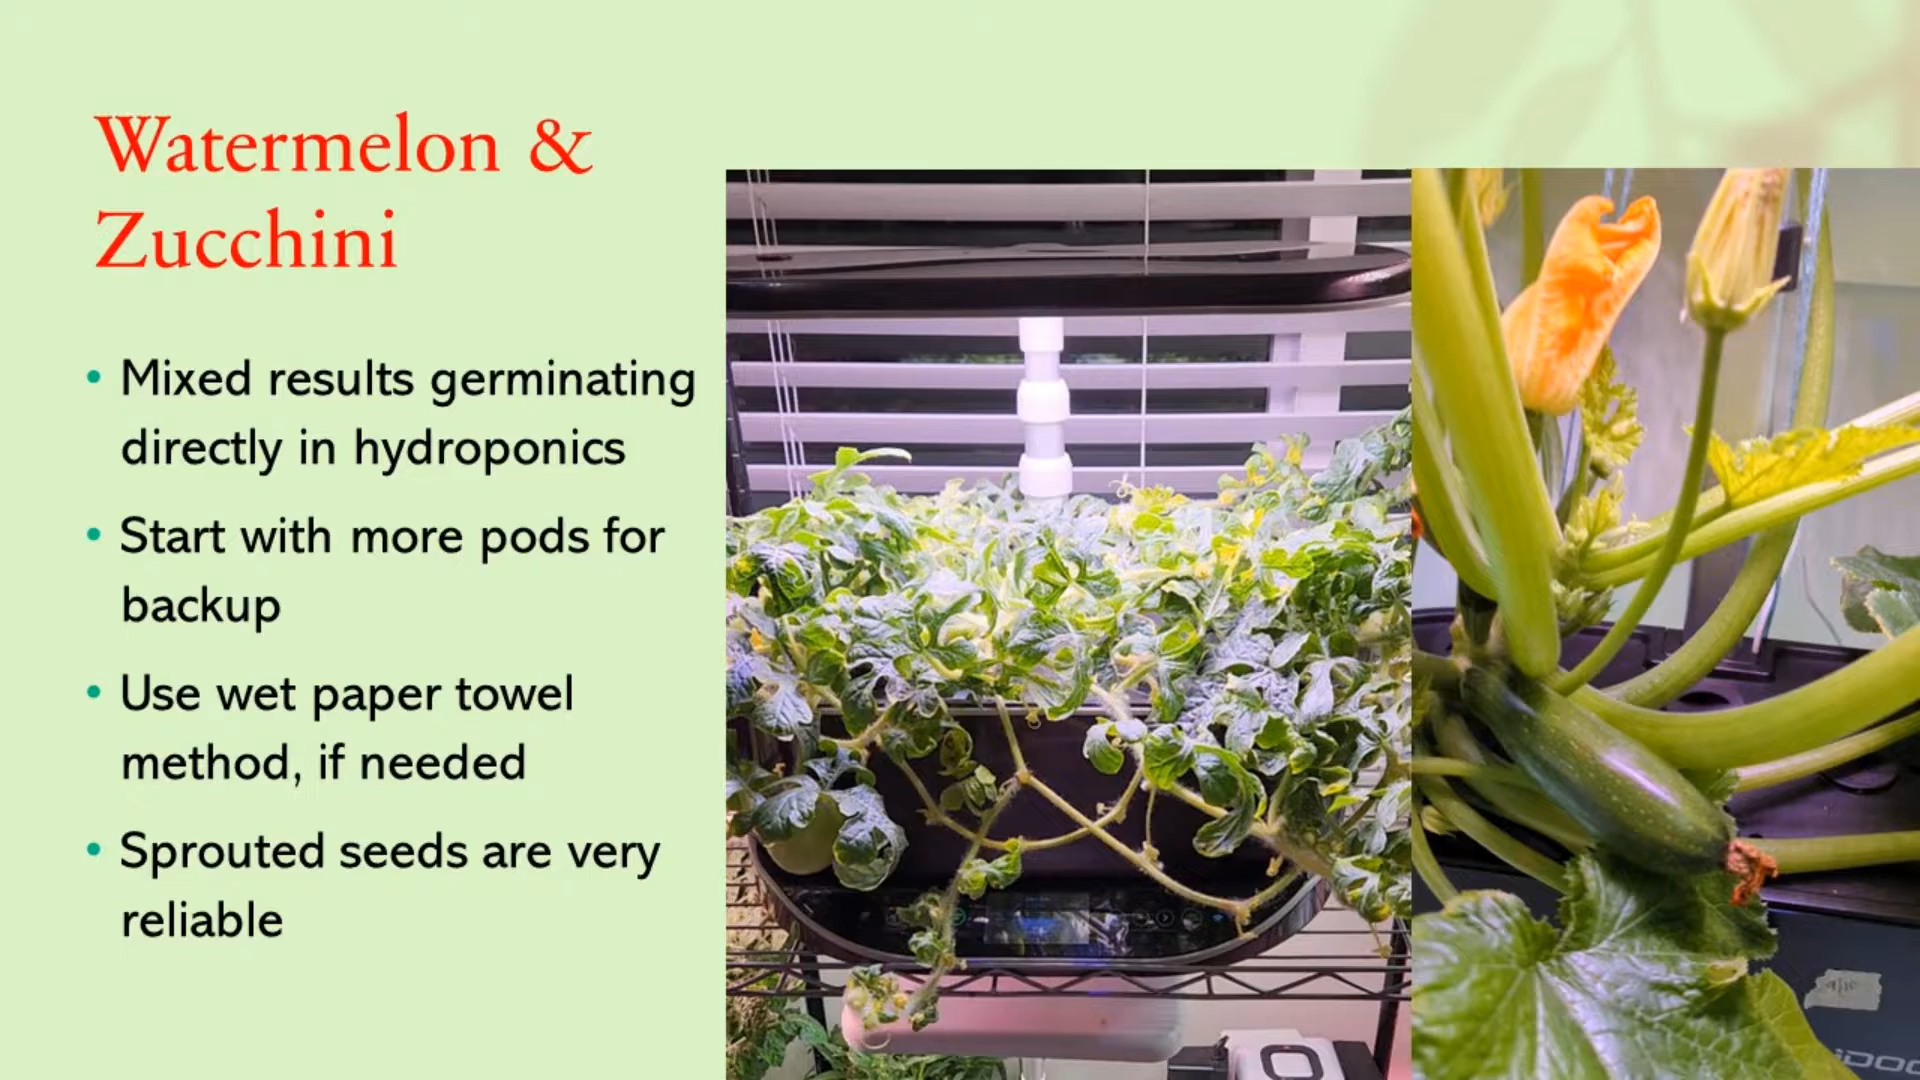 Watermelon &
Zucchini
• Mixed results germinating
directly in hydroponics
• Start with more pods for
backup
• Use wet paper towel
method, if needed
• Sprouted seeds are very
reliable